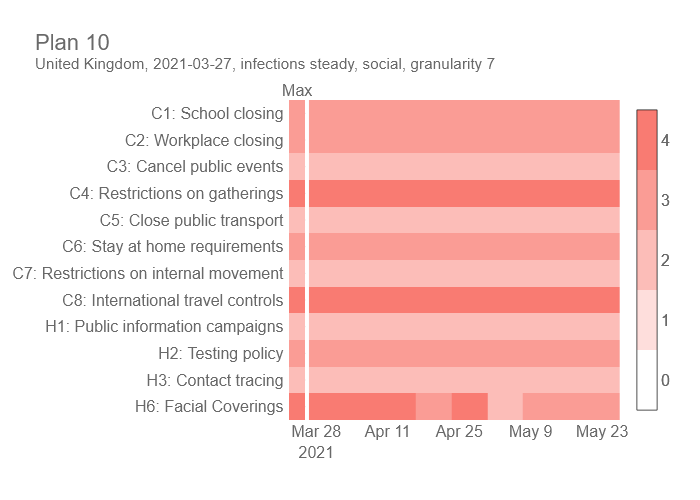 Plan 10
United Kingdom, 2021-03-27, infections steady, social, granularity 7
Max
C1: School closing
C2: Workplace closing
C3: Cancel public events
C4: Restrictions on gatherings
C5: Close public transport
C6: Stay at home requirements
C7: Restrictions on internal movement
C8: International travel controls
H1: Public information campaigns
H2: Testing policy
H3: Contact tracing
H6: Facial Coverings
Mar 28 Apr 11 Apr 25 May 9 May 23
2021
4
3
2
1
0